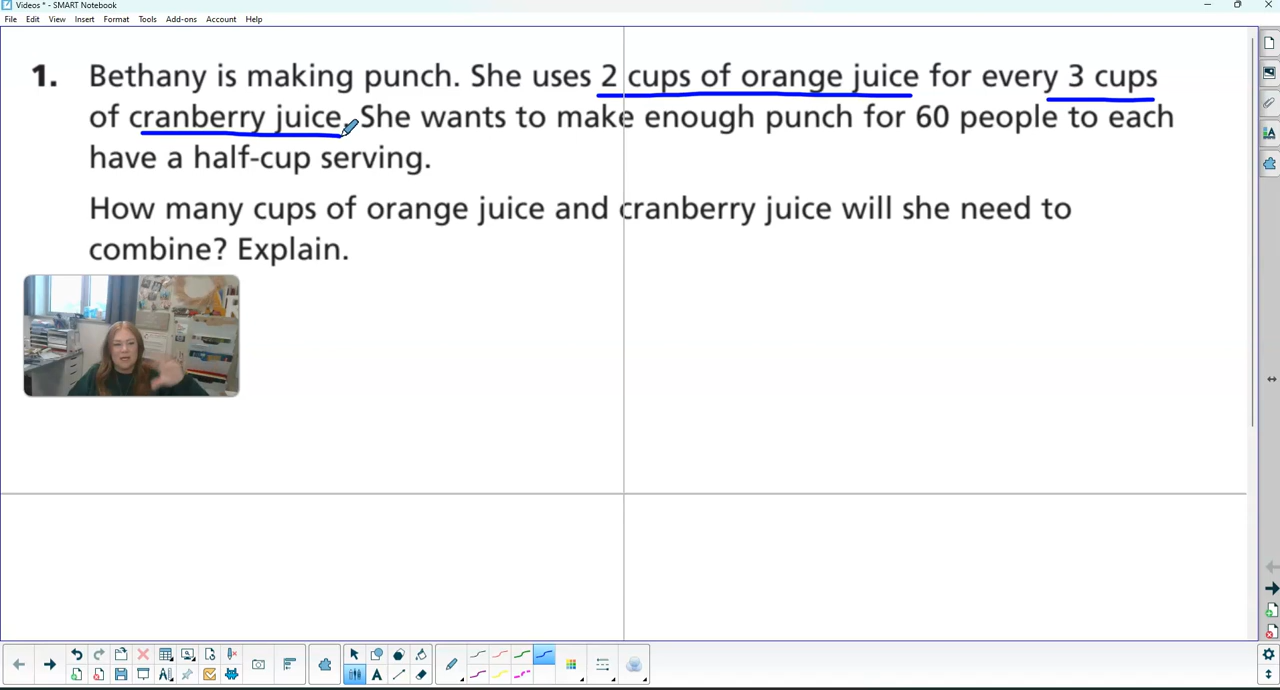 Videos * - SMART Notebook
File Edit View Insert Format Tools Add-ons Account Help
1. Bethany is making punch. She uses 2 cups of orange juice for every 3 cups
of cranberry juice. She wants to make enough punch for 60 people to each
have a half-cup serving.
How many cups of orange juice and cranberry juice will she need to
combine? Explain.